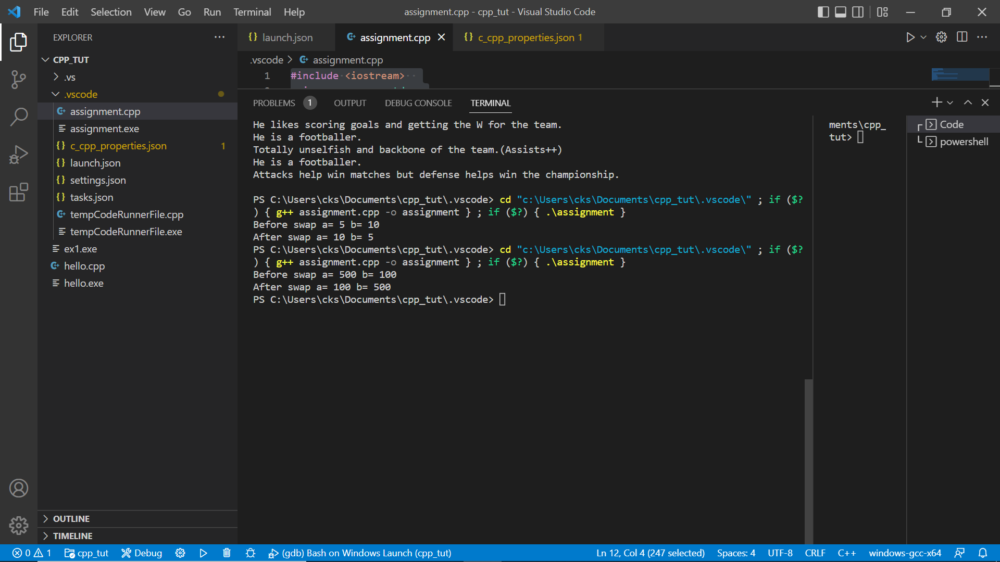 File Edit Selection View Go Run Terminal Help
assignment.cpp - cpp_tut - Visual Studio Code
EXPLORER
CPP_TUT
.vs
.vscode
assignment.cpp
assignment.exe
c_cpp_properties.json 1
launch.json
settings.json
tasks.json
tempCodeRunnerFile.cpp
tempCodeRunnerFile.exe
ex1.exe
hello.cpp
hello.exe
OUTLINE
TIMELINE
launch.json
assignment.cpp
c_cpp_properties.json 1
.vscode > assignment.cpp
1 #include <iostream>
PROBLEMS 1 OUTPUT DEBUG CONSOLE TERMINAL
He likes scoring goals and getting the W for the team.
He is a footballer.
Totally unselfish and backbone of the team.(Assists++)
He is a footballer.
Attacks help win matches but defense helps win the championship.
PS C:\Users\cks\Documents\cpp_tut\.vscode> cd "c:\Users\cks\Documents\cpp_tut\.vscode\" ; if ($?
) { g++ assignment.cpp -o assignment } ; if ($?) { .\assignment }
Before swap a= 5 b= 10
After swap a= 10 b= 5
PS C:\Users\cks\Documents\cpp_tut\.vscode> cd "c:\Users\cks\Documents\cpp_tut\.vscode\" ; if ($?
) { g++ assignment.cpp -o assignment } ; if ($?) { .\assignment }
Before swap a= 500 b= 100
After swap a= 100 b= 500
PS C:\Users\cks\Documents\cpp_tut\.vscode>
ments\cpp_
tut>
Code
powershell
0 1 cpp_tut Debug (gdb) Bash on Windows Launch (cpp_tut) Ln 12, Col 4 (247 selected) Spaces: 4 UTF-8 CRLF C++ windows-gcc-x64